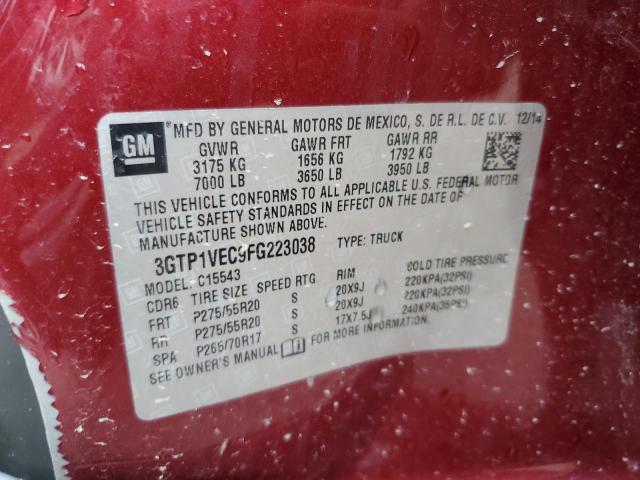 GM
® MFD BY GENERAL MOTORS DE MEXICO, S. DE R.L. DE C.V. 12/14
GVWR GAWR FRT GAWR RR
3175 KG 1656 KG 1792 KG
7000 LB 3650 LB 3950 LB
THIS VEHICLE CONFORMS TO ALL APPLICABLE U.S. FEDERAL MOTOR
VEHICLE SAFETY STANDARDS IN EFFECT ON THE DATE OF
MANUFACTURE SHOWN ABOVE.
3GTP1VEC9FG223038 TYPE: TRUCK
MODEL: C15543
CDR6 TIRE SIZE SPEED RTG RIM COLD TIRE PRESSURE
FRT P275/55R20 S 20X9J 220KPA(32PSI)
RR P275/55R20 S 20X9J 220KPA(32PSI)
SPA P265/70R17 S 17X7.5J 240KPA(35PSI)
SEE OWNER'S MANUAL FOR MORE INFORMATION.